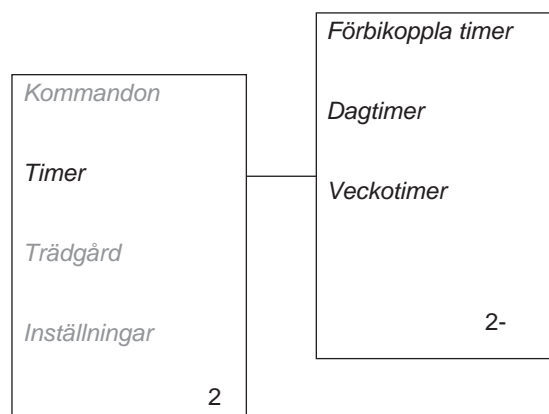 Kommandon
Timer
Trädgård
Inställningar
2
Förbikoppla timer
Dagtimer
Veckotimer
2-